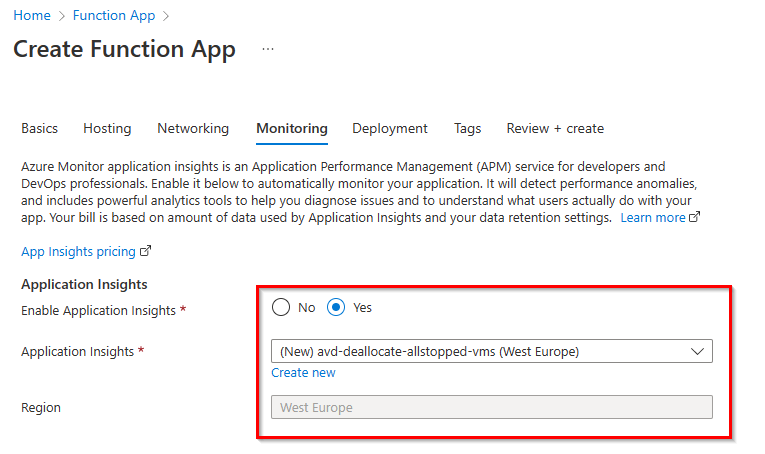 Home > Function App >
Create Function App ...
Basics Hosting Networking Monitoring Deployment Tags Review + create
Azure Monitor application insights is an Application Performance Management (APM) service for developers and
DevOps professionals. Enable it below to automatically monitor your application. It will detect performance anomalies,
and includes powerful analytics tools to help you diagnose issues and to understand what users actually do with your
app. Your bill is based on amount of data used by Application Insights and your data retention settings. Learn more
App Insights pricing
Application Insights
Enable Application Insights * No Yes
Application Insights * (New) avd-deallocate-allstopped-vms (West Europe)
Create new
Region West Europe